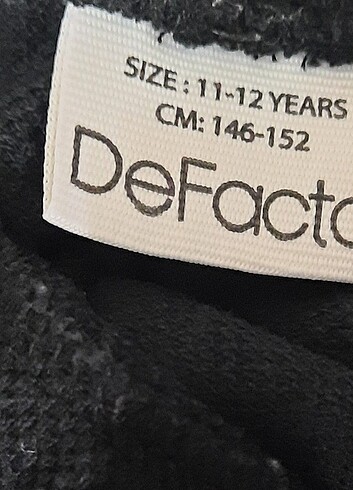 SIZE : 11-12 YEARS
CM: 146-152
DeFacto